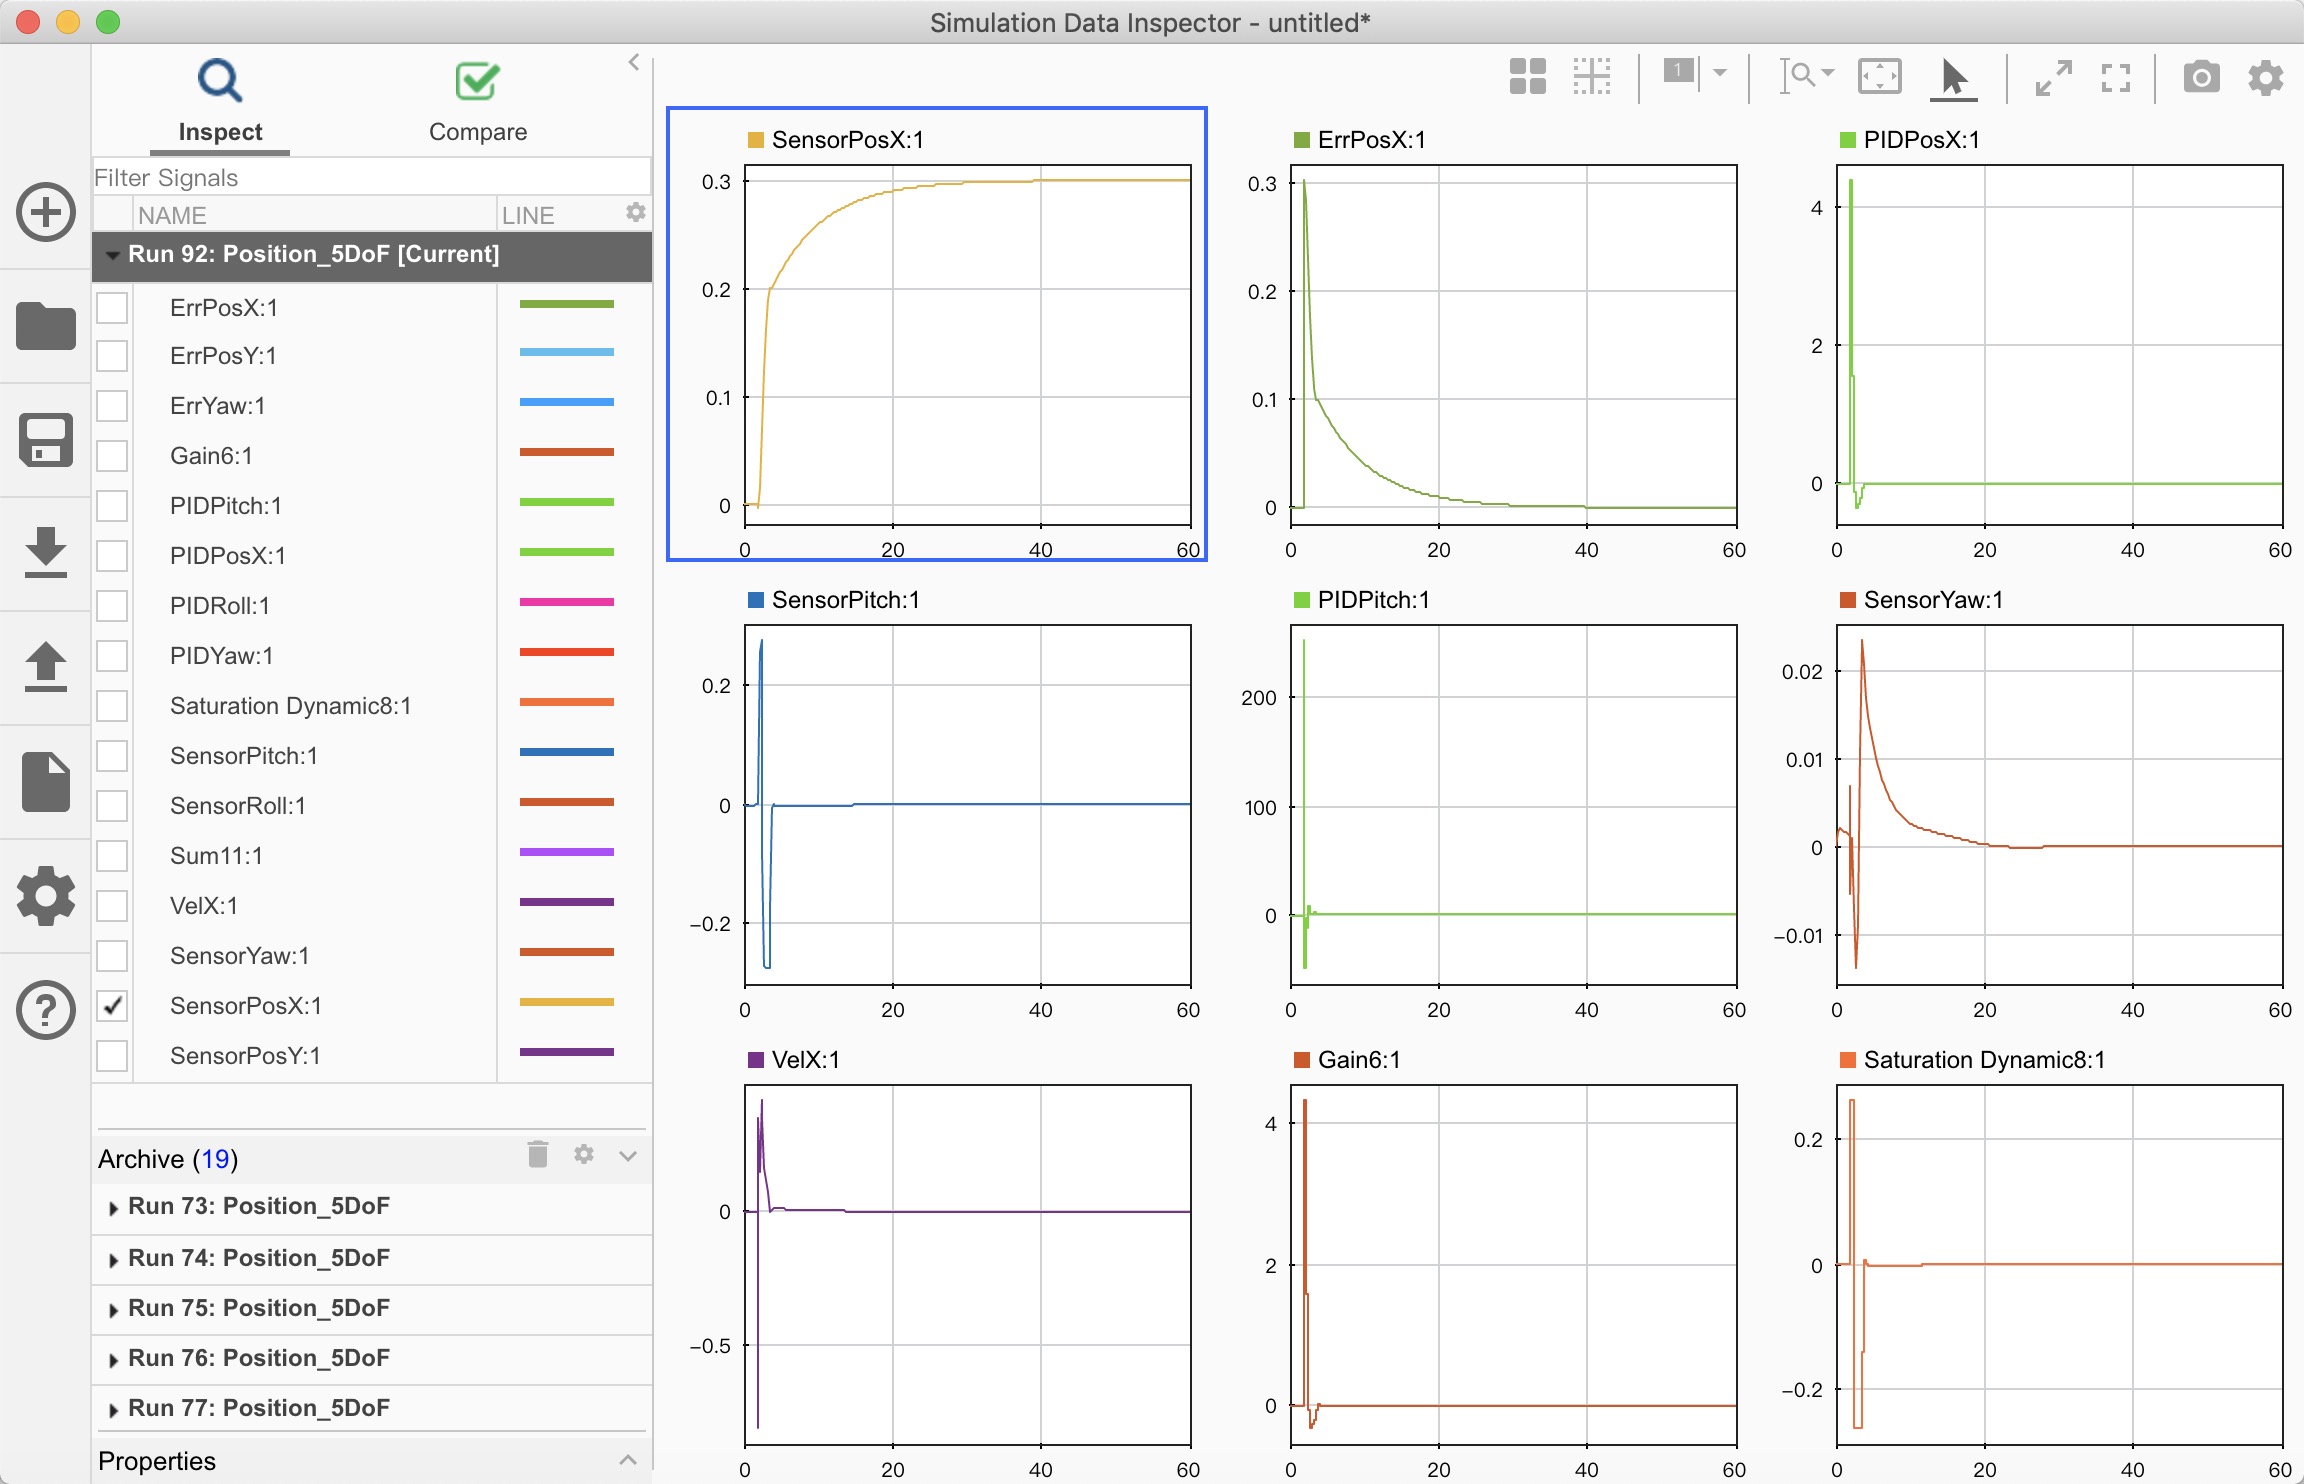 Simulation Data Inspector - untitled*
Inspect
Compare
Filter Signals
NAME LINE
Run 92: Position_5DoF [Current]
ErrPosX:1
ErrPosY:1
ErrYaw:1
Gain6:1
PIDPitch:1
PIDPosX:1
PIDRoll:1
PIDYaw:1
Saturation Dynamic8:1
SensorPitch:1
SensorRoll:1
Sum11:1
VelX:1
SensorYaw:1
SensorPosX:1
SensorPosY:1
Archive (19)
Run 73: Position_5DoF
Run 74: Position_5DoF
Run 75: Position_5DoF
Run 76: Position_5DoF
Run 77: Position_5DoF
Properties
1
SensorPosX:1
0.3
0.2
0.1
0
0 20 40 60
ErrPosX:1
0.3
0.2
0.1
0
0 20 40 60
PIDPosX:1
4
2
0
0 20 40 60
SensorPitch:1
0.2
0
−0.2
0 20 40 60
PIDPitch:1
200
100
0
0 20 40 60
SensorYaw:1
0.02
0.01
0
−0.01
0 20 40 60
VelX:1
0
−0.5
0 20 40 60
Gain6:1
4
2
0
0 20 40 60
Saturation Dynamic8:1
0.2
0
−0.2
0 20 40 60